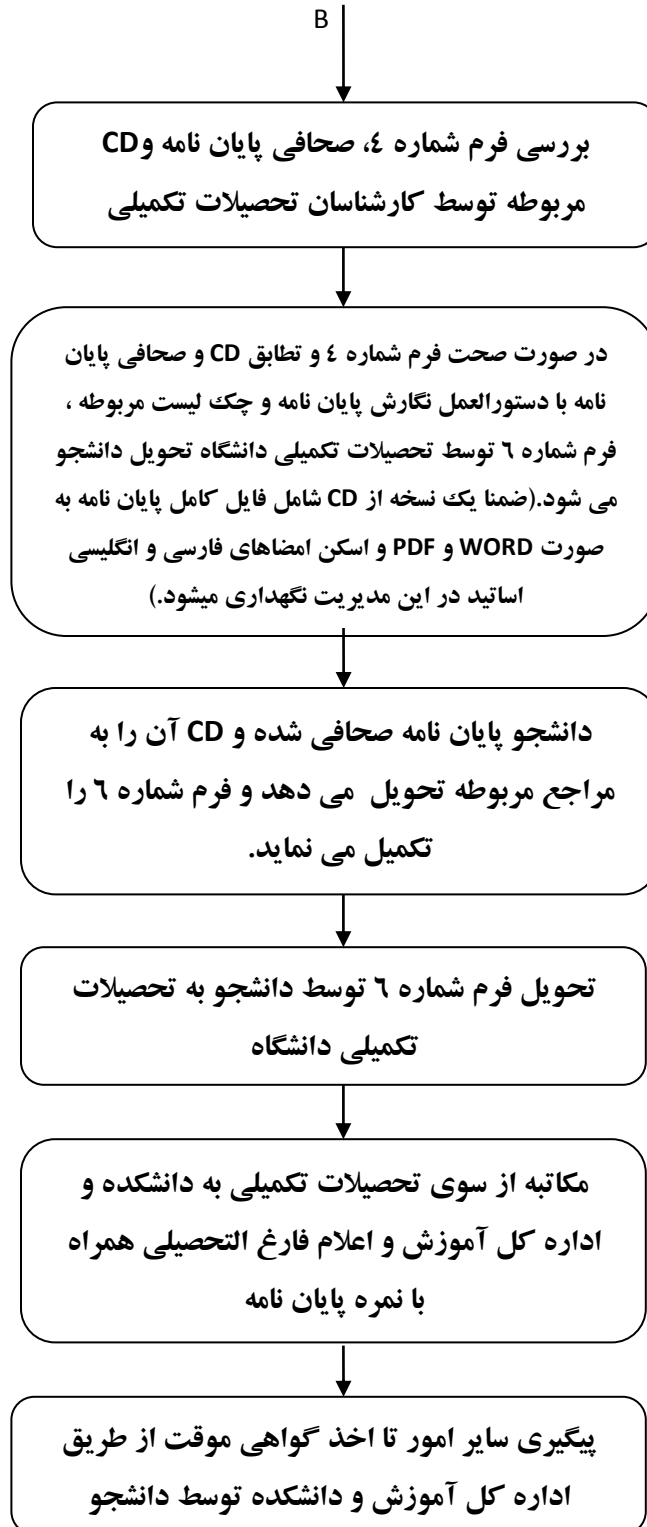 B
بررسی فرم شماره ٤، صحافی پایان نامه وCD
مربوطه توسط کارشناسان تحصیلات تکمیلی
در صورت صحت فرم شماره ٤ و تطابق CD و صحافی پایان
نامه با دستورالعمل نگارش پایان نامه و چک لیست مربوطه ،
فرم شماره ٦ توسط تحصیلات تکمیلی دانشگاه تحویل دانشجو
می شود.(ضمنا یک نسخه از CD شامل فایل کامل پایان نامه به
صورت WORD و PDF و اسکن امضاهای فارسی و انگلیسی
اساتید در این مدیریت نگهداری میشود.)
دانشجو پایان نامه صحافی شده و CD آن را به
مراجع مربوطه تحویل می دهد و فرم شماره ٦ را
تکمیل می نماید.
تحویل فرم شماره ٦ توسط دانشجو به تحصیلات
تکمیلی دانشگاه
مکاتبه از سوی تحصیلات تکمیلی به دانشکده و
اداره کل آموزش و اعلام فارغ التحصیلی همراه
با نمره پایان نامه
پیگیری سایر امور تا اخذ گواهی موقت از طریق
اداره کل آموزش و دانشکده توسط دانشجو